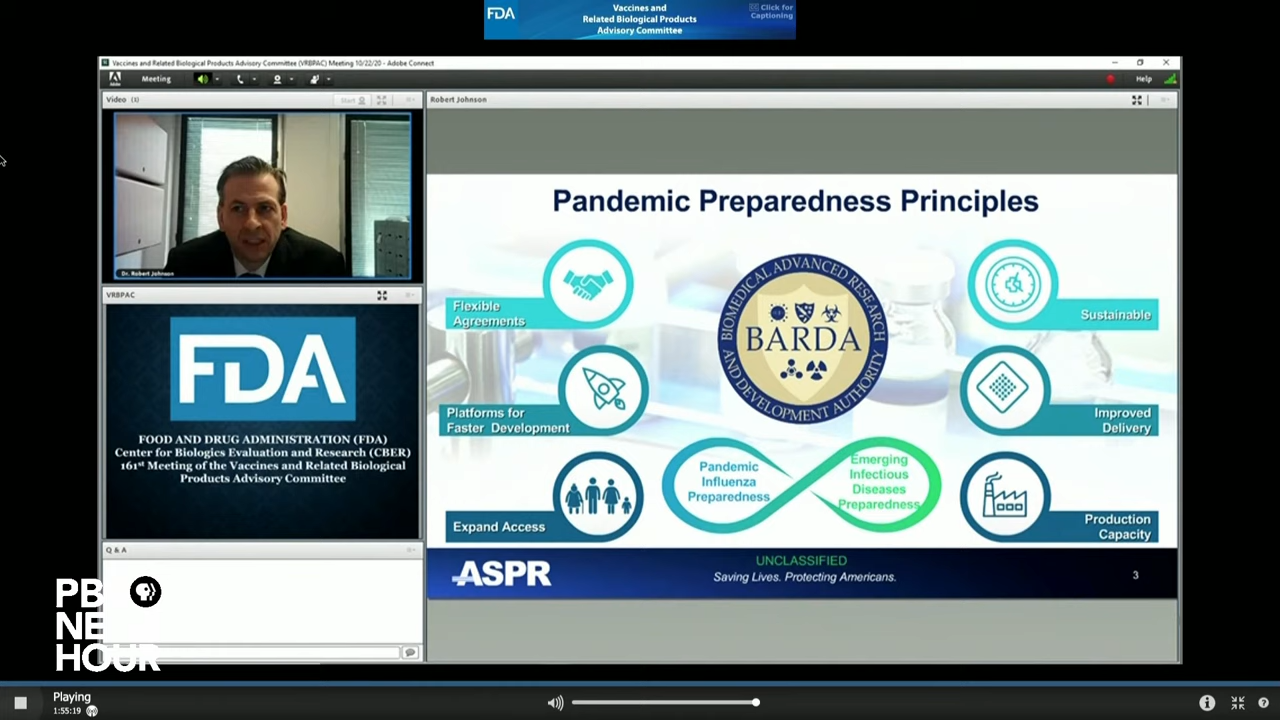 FDA
Vaccines and
Related Biological Products
Advisory Committee
CC Click for
Captioning
Vaccines and Related Biological Products Advisory Committee (VRBPAC) Meeting 10/22/20 - Adobe Connect
Meeting
Help
Video (1)
Start
Robert Johnson
Dr. Robert Johnson
VRBPAC
FDA
FOOD AND DRUG ADMINISTRATION (FDA)
Center for Biologics Evaluation and Research (CBER)
161st Meeting of the Vaccines and Related Biological
Products Advisory Committee
Q & A
Pandemic Preparedness Principles
Flexible
Agreements
Platforms for
Faster Development
Expand Access
BIOMEDICAL ADVANCED RESEARCH
BARDA
AND DEVELOPMENT AUTHORITY
Pandemic
Influenza
Preparedness
Emerging
Infectious
Diseases
Preparedness
Sustainable
Improved
Delivery
Production
Capacity
ASPR
UNCLASSIFIED
Saving Lives. Protecting Americans.
3
HOUR
Playing
1:55:19